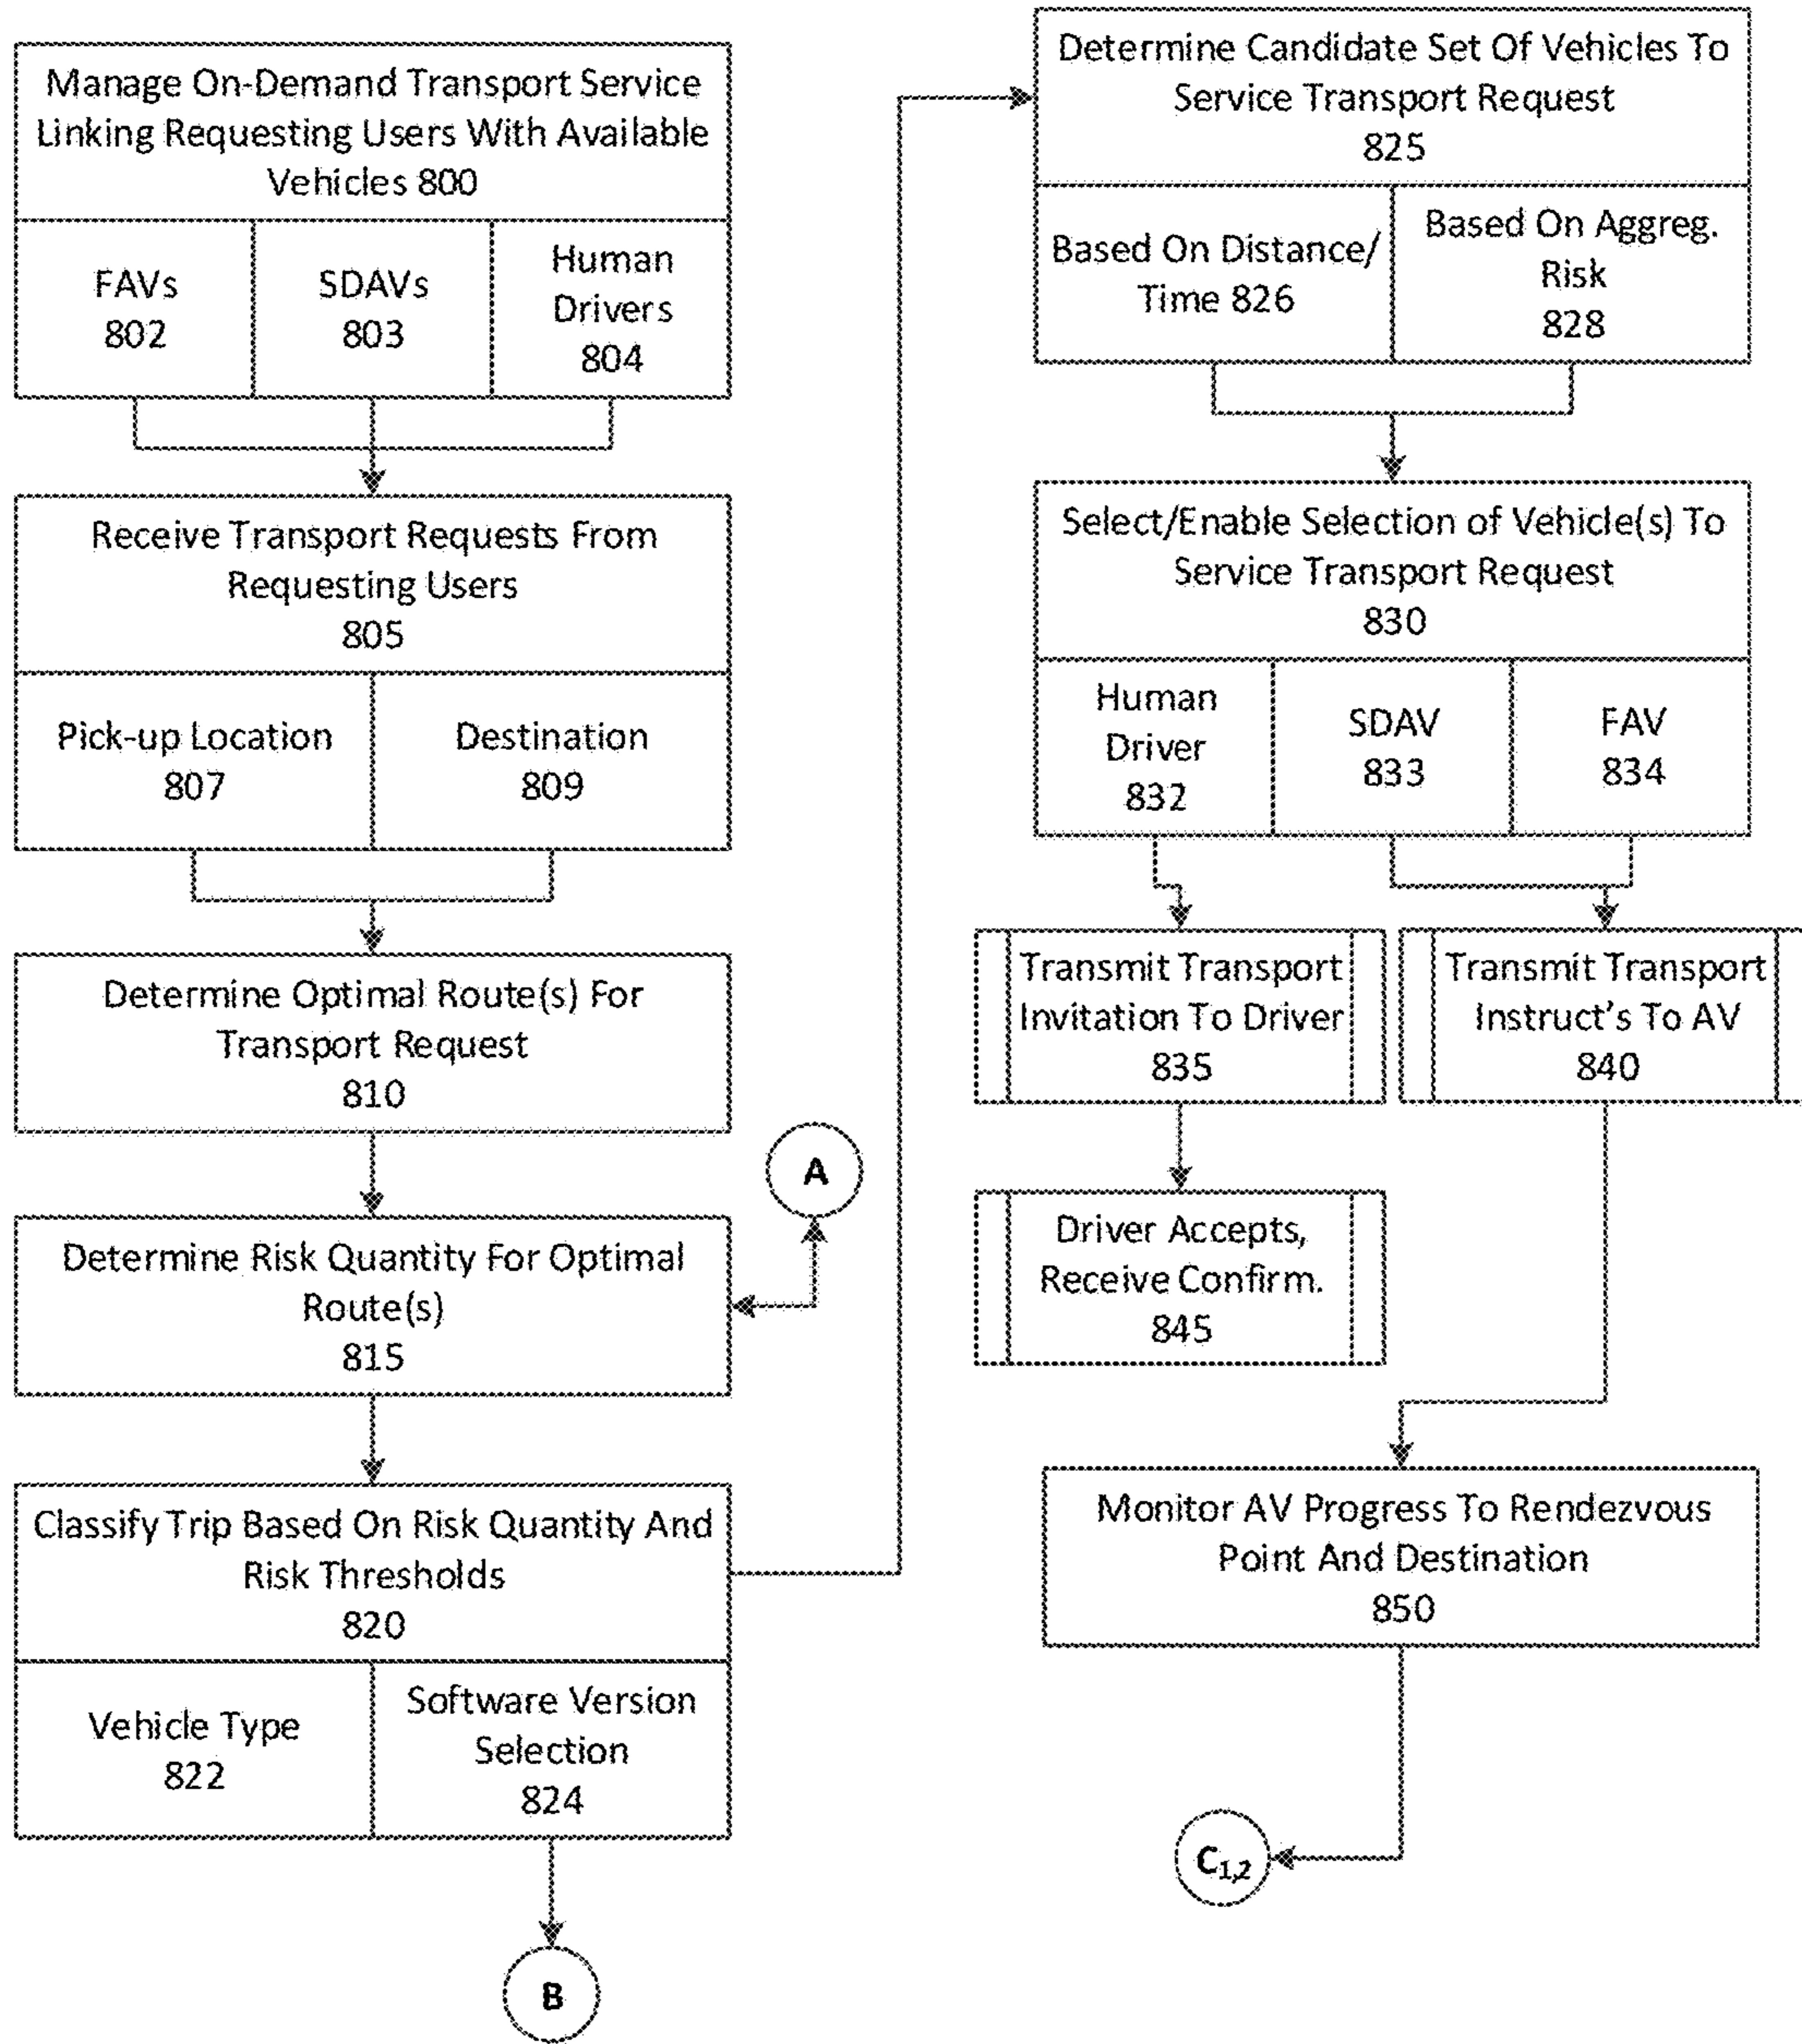 Manage On-Demand Transport Service
Linking Requesting Users With Available
Vehicles 800
FAVs
802
SDAVs
803
Human
Drivers
804
Receive Transport Requests From
Requesting Users
805
Pick-up Location
807
Destination
809
Determine Optimal Route(s) For
Transport Request
810
A
Determine Risk Quantity For Optimal
Route(s)
815
Classify Trip Based On Risk Quantity And
Risk Thresholds
820
Vehicle Type
822
Software Version
Selection
824
B
Determine Candidate Set Of Vehicles To
Service Transport Request
825
Based On Distance/
Time 826
Based On Aggreg.
Risk
828
Select/Enable Selection of Vehicle(s) To
Service Transport Request
830
Human
Driver
832
SDAV
833
FAV
834
Transmit Transport
Invitation To Driver
835
Transmit Transport
Instruct's To AV
840
Driver Accepts,
Receive Confirm.
845
Monitor AV Progress To Rendezvous
Point And Destination
850
C1,2